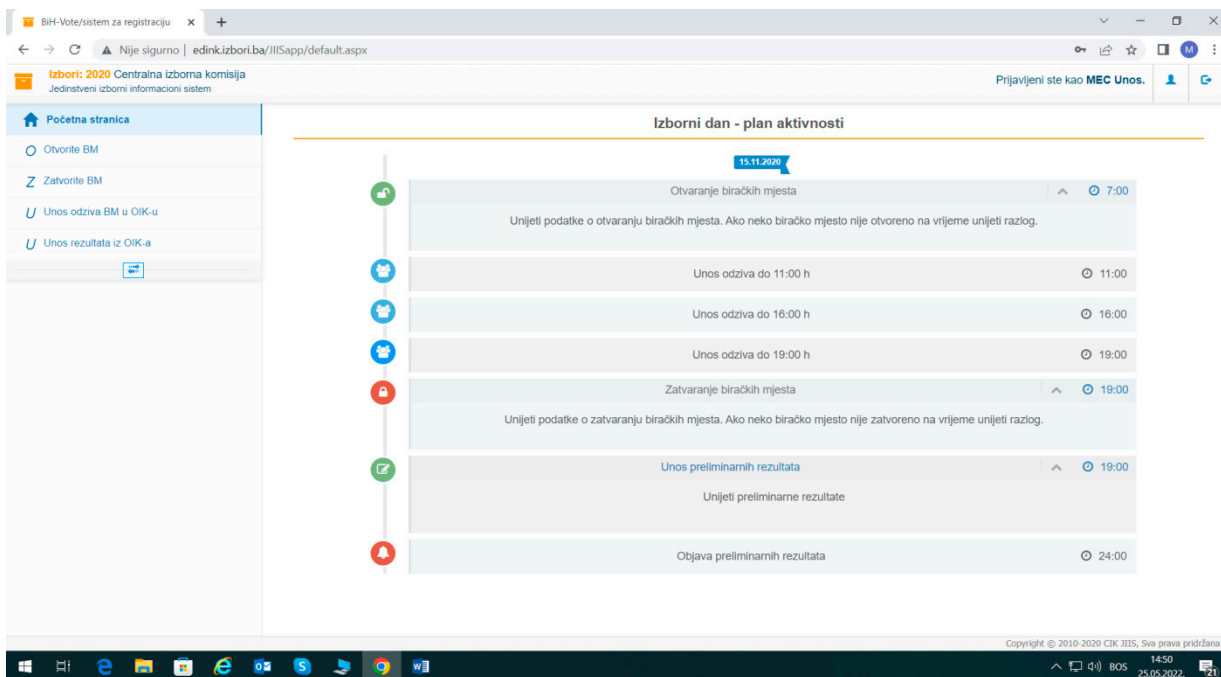 BiH-Vote/sistem za registraciju
Nije sigurno | edink.izbori.ba/JIISapp/default.aspx
M
Izbori: 2020 Centralna izborna komisija
Jedinstveni izborni informacioni sistem
Prijavljeni ste kao MEC Unos.
Početna stranica
O Otvorite BM
Z Zatvorite BM
U Unos odziva BM u OIK-u
U Unos rezultata iz OIK-a
Izborni dan - plan aktivnosti
15.11.2020
Otvaranje biračkih mjesta 7:00
Unijeti podatke o otvaranju biračkih mjesta. Ako neko biračko mjesto nije otvoreno na vrijeme unijeti razlog.
Unos odziva do 11:00 h 11:00
Unos odziva do 16:00 h 16:00
Unos odziva do 19:00 h 19:00
Zatvaranje biračkih mjesta 19:00
Unijeti podatke o zatvaranju biračkih mjesta. Ako neko biračko mjesto nije zatvoreno na vrijeme unijeti razlog.
Unos preliminarnih rezultata 19:00
Unijeti preliminarne rezultate
Objava preliminarnih rezultata 24:00
Copyright © 2010-2020 CIK JIIS, Sva prava pridržana
BOS
14:50
25.05.2022.
21